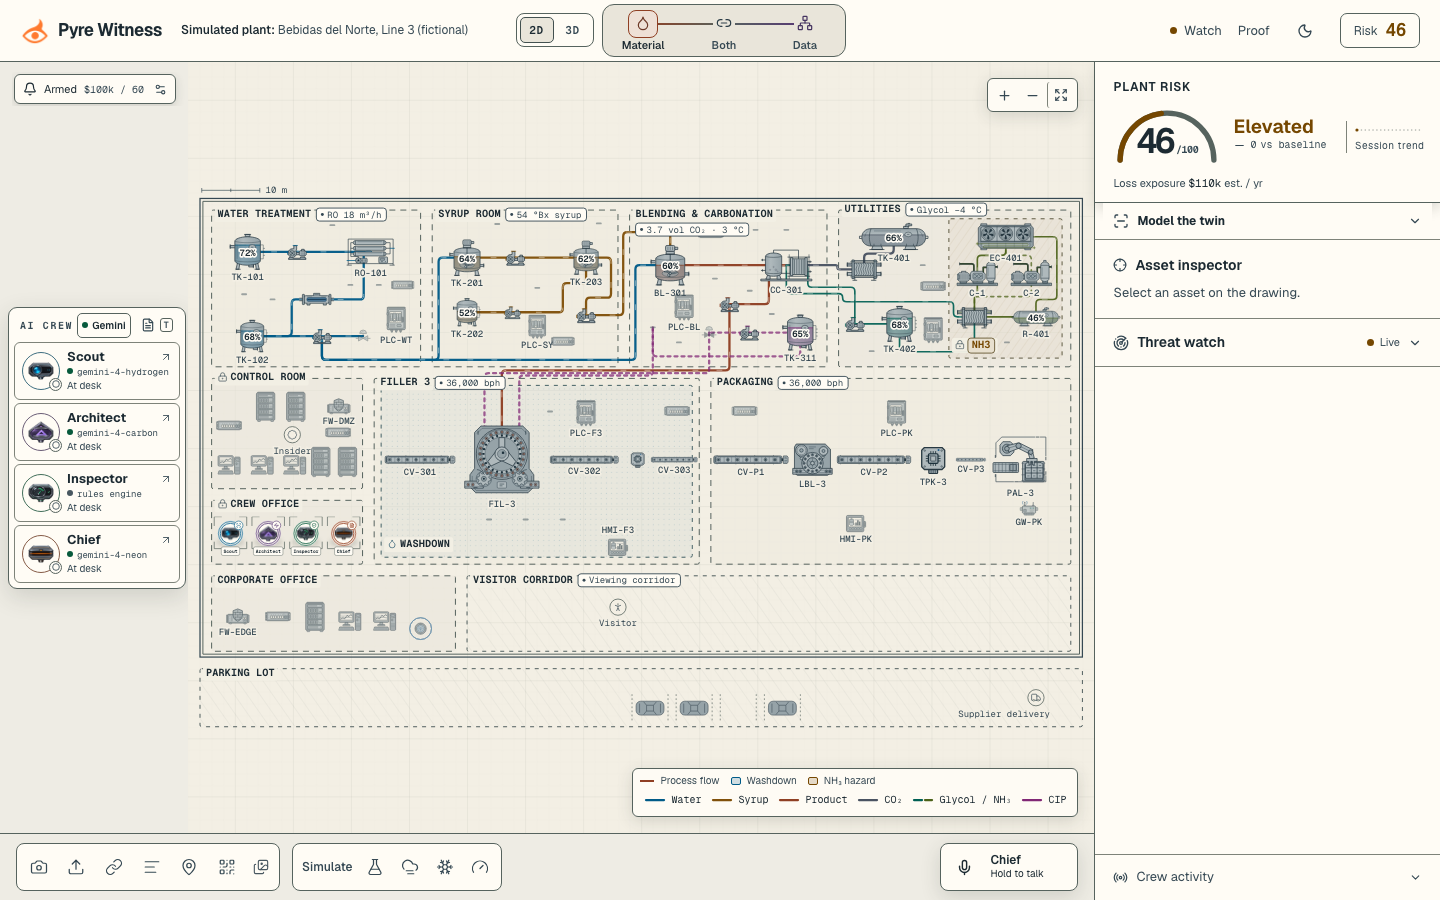 Pyre Witness
Simulated plant: Bebidas del Norte, Line 3 (fictional)
2D 3D
Material Both Data
Watch Proof
Risk 46
Armed $100k / 60
10 m
WATER TREATMENT
RO 18 m³/h
SYRUP ROOM
54 °Bx syrup
BLENDING & CARBONATION
3.7 vol CO₂ · 3 °C
UTILITIES
Glycol −4 °C
72%
TK-101
RO-101
68%
TK-102
PLC-WT
64%
TK-201
62%
TK-203
52%
TK-202
PLC-SY
60%
BL-301
PLC-BL
CC-301
65%
TK-311
66%
TK-401
68%
TK-402
EC-401
C-1
C-2
46%
R-401
NH3
AI CREW
Gemini
T
Scout
gemini-4-hydrogen
At desk
Architect
gemini-4-carbon
At desk
Inspector
rules engine
At desk
Chief
gemini-4-neon
At desk
CONTROL ROOM
FW-DMZ
Insider
FILLER 3
36,000 bph
PLC-F3
CV-301
CV-302
CV-303
FIL-3
HMI-F3
WASHDOWN
PACKAGING
36,000 bph
PLC-PK
CV-P1
LBL-3
CV-P2
TPK-3
CV-P3
PAL-3
GW-PK
HMI-PK
CREW OFFICE
Scout
Architect
Inspector
Chief
CORPORATE OFFICE
FW-EDGE
VISITOR CORRIDOR
Viewing corridor
Visitor
PARKING LOT
Supplier delivery
Process flow
Washdown
NH₃ hazard
Water
Syrup
Product
CO₂
Glycol / NH₃
CIP
Simulate
Chief
Hold to talk
PLANT RISK
46 /100
Elevated
— 0 vs baseline
Session trend
Loss exposure $110k est. / yr
Model the twin
Asset inspector
Select an asset on the drawing.
Threat watch
Live
Crew activity